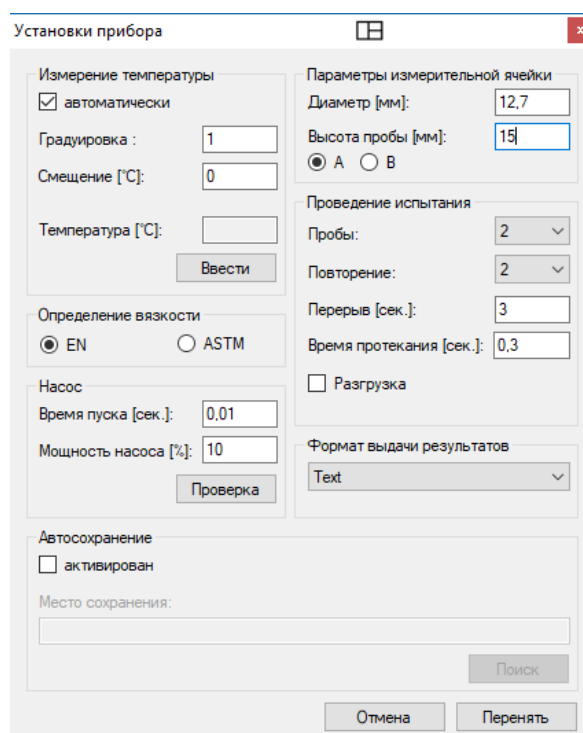 Установки прибора
Измерение температуры
автоматически
Градуировка : 1
Смещение [°C]: 0
Температура [°C]:
Ввести
Определение вязкости
EN ASTM
Насос
Время пуска [сек.]: 0,01
Мощность насоса [%]: 10
Проверка
Параметры измерительной ячейки
Диаметр [мм]: 12,7
Высота пробы [мм]: 15
A B
Проведение испытания
Пробы: 2
Повторение: 2
Перерыв [сек.]: 3
Время протекания [сек.]: 0,3
Разгрузка
Формат выдачи результатов
Text
Автосохранение
активирован
Место сохранения:
Поиск
Отмена Перенять